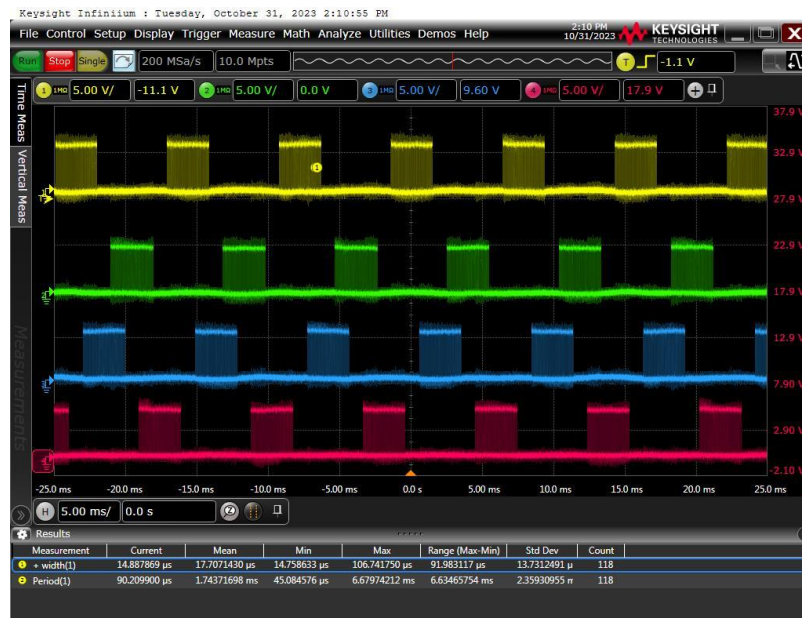 Keysight Infiniium : Tuesday, October 31, 2023 2:10:55 PM
File Control Setup Display Trigger Measure Math Analyze Utilities Demos Help
2:10 PM
10/31/2023
KEYSIGHT
TECHNOLOGIES
Run Stop Single 200 MSa/s 10.0 Mpts T -1.1 V
1 1MΩ 5.00 V/ -11.1 V 2 1MΩ 5.00 V/ 0.0 V 3 1MΩ 5.00 V/ 9.60 V 4 1MΩ 5.00 V/ 17.9 V
Time Meas
Vertical Meas
Measurements
1
37.9 V
32.9 V
27.9 V
22.9 V
17.9 V
12.9 V
7.90 V
2.90 V
-2.10 V
-25.0 ms -20.0 ms -15.0 ms -10.0 ms -5.00 ms 0.0 s 5.00 ms 10.0 ms 15.0 ms 20.0 ms 25.0 ms
H 5.00 ms/ 0.0 s
Results
Measurement Current Mean Min Max Range (Max-Min) Std Dev Count
1 + width(1) 14.887869 µs 17.7071430 µs 14.758633 µs 106.741750 µs 91.983117 µs 13.7312491 µ 118
2 Period(1) 90.209900 µs 1.74371698 ms 45.084576 µs 6.67974212 ms 6.63465754 ms 2.35930955 m 118